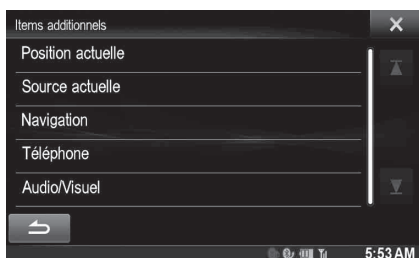 Items additionnels
Position actuelle
Source actuelle
Navigation
Téléphone
Audio/Visuel
5:53 AM